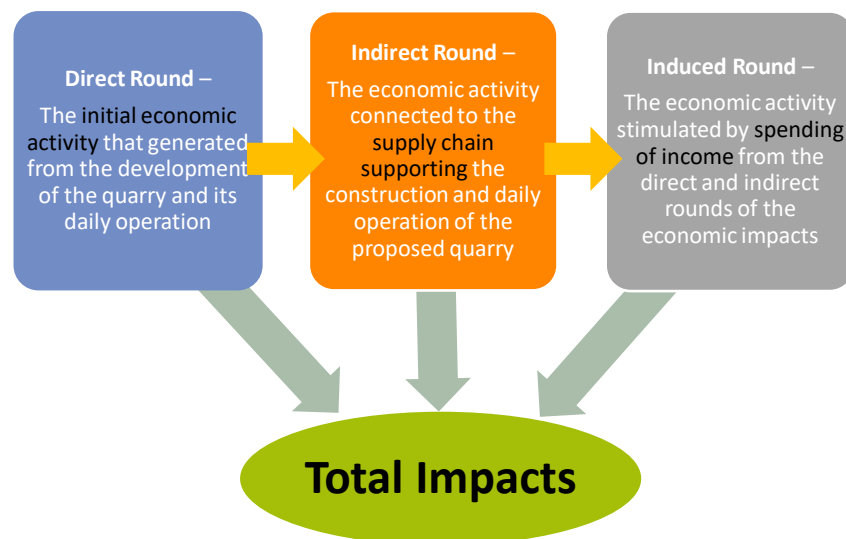 Direct Round –
The initial economic
activity that generated
from the development
of the quarry and its
daily operation
Indirect Round –
The economic activity
connected to the
supply chain
supporting the
construction and daily
operation of the
proposed quarry
Induced Round –
The economic activity
stimulated by spending
of income from the
direct and indirect
rounds of the
economic impacts
Total Impacts